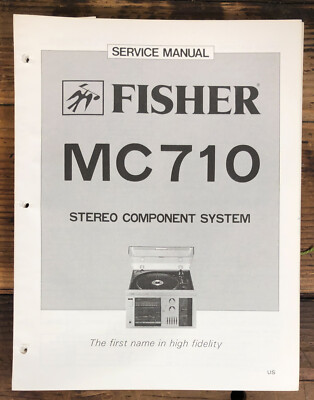 SERVICE MANUAL
FISHER
MC710
STEREO COMPONENT SYSTEM
The first name in high fidelity
US